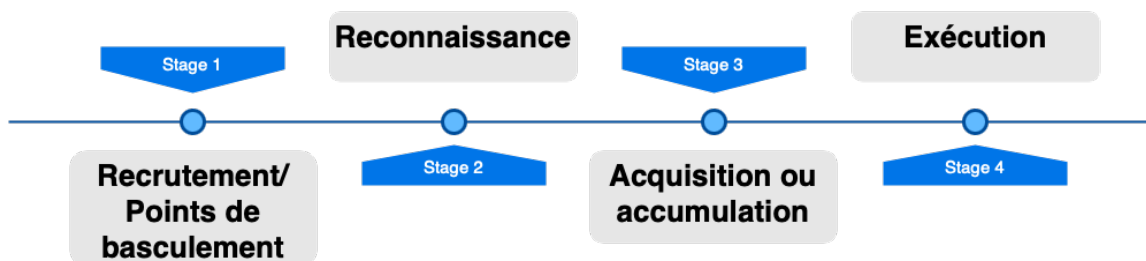 Stage 1
Recrutement/
Points de
basculement
Reconnaissance
Stage 2
Stage 3
Acquisition ou
accumulation
Exécution
Stage 4